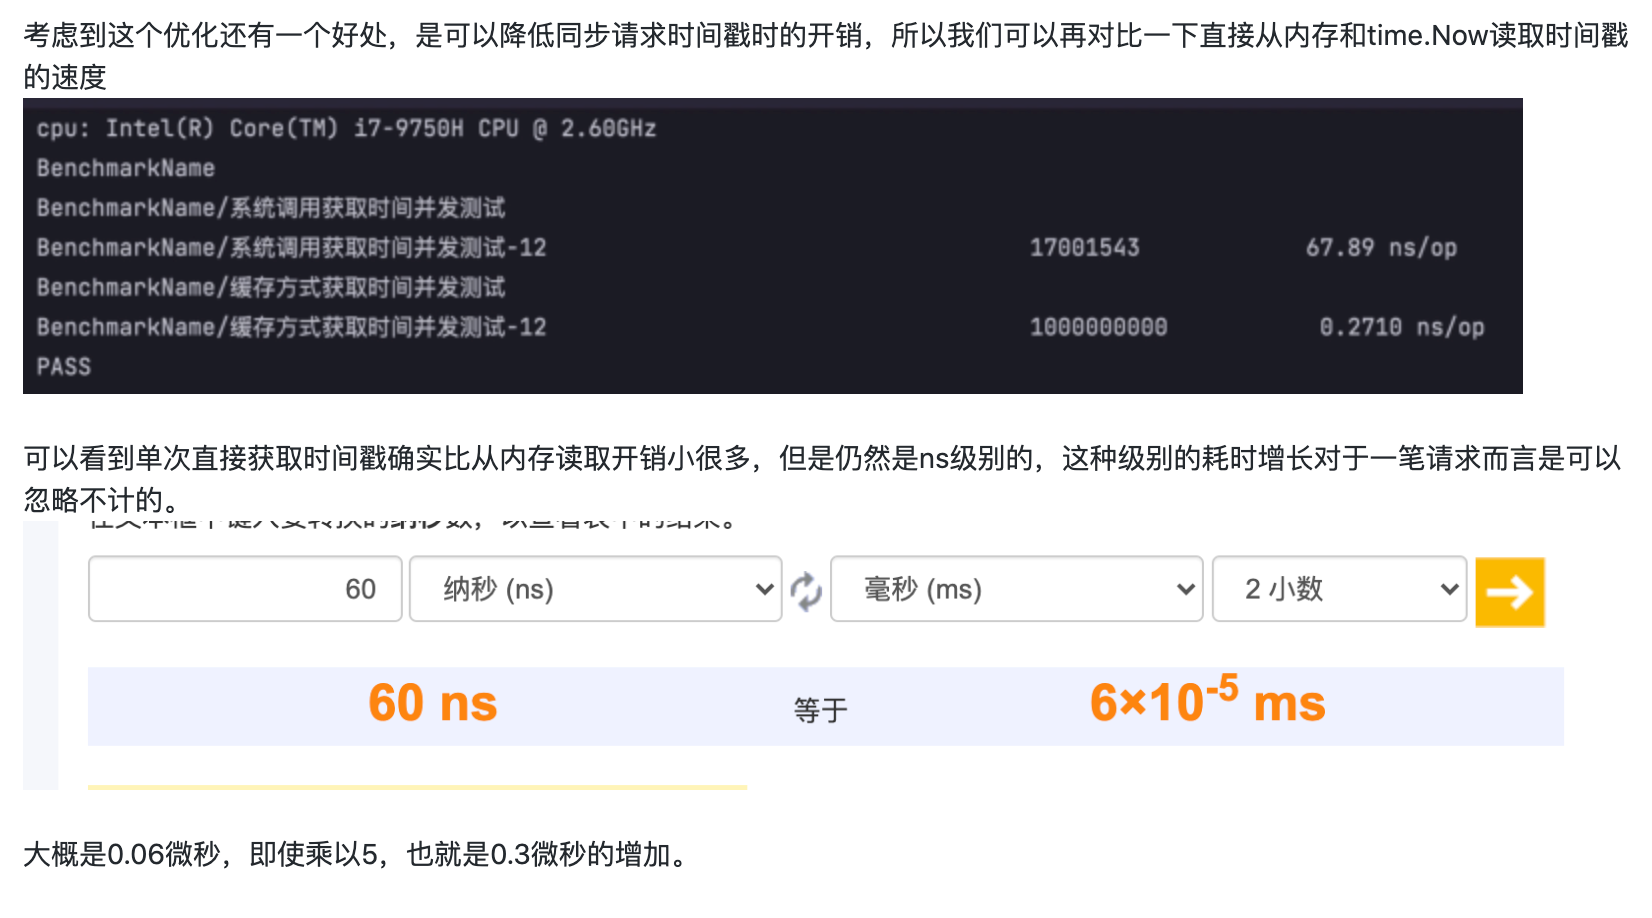 考虑到这个优化还有一个好处，是可以降低同步请求时间戳时的开销，所以我们可以再对比一下直接从内存和time.Now读取时间戳
的速度
cpu: Intel(R) Core(TM) i7-9750H CPU @ 2.60GHz
BenchmarkName
BenchmarkName/系统调用获取时间并发测试
BenchmarkName/系统调用获取时间并发测试-12 17001543 67.89 ns/op
BenchmarkName/缓存方式获取时间并发测试
BenchmarkName/缓存方式获取时间并发测试-12 1000000000 0.2710 ns/op
PASS
可以看到单次直接获取时间戳确实比从内存读取开销小很多，但是仍然是ns级别的，这种级别的耗时增长对于一笔请求而言是可以
忽略不计的。
60 纳秒 (ns) 毫秒 (ms) 2 小数
60 ns 等于 6×10⁻⁵ ms
大概是0.06微秒，即使乘以5，也就是0.3微秒的增加。